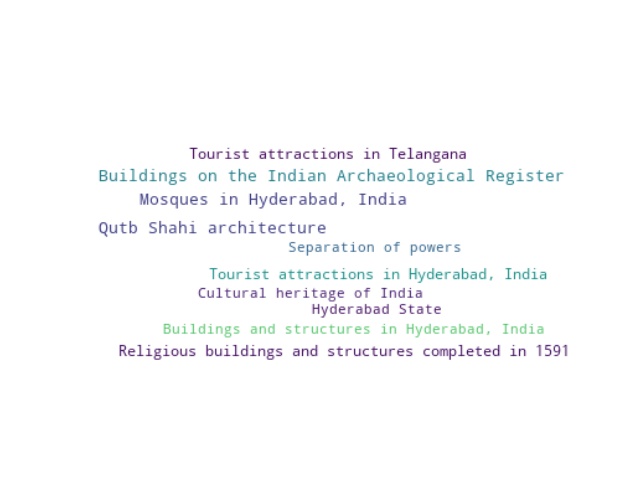 Tourist attractions in Telangana
Buildings on the Indian Archaeological Register
Mosques in Hyderabad, India
Qutb Shahi architecture
Separation of powers
Tourist attractions in Hyderabad, India
Cultural heritage of India
Hyderabad State
Buildings and structures in Hyderabad, India
Religious buildings and structures completed in 1591